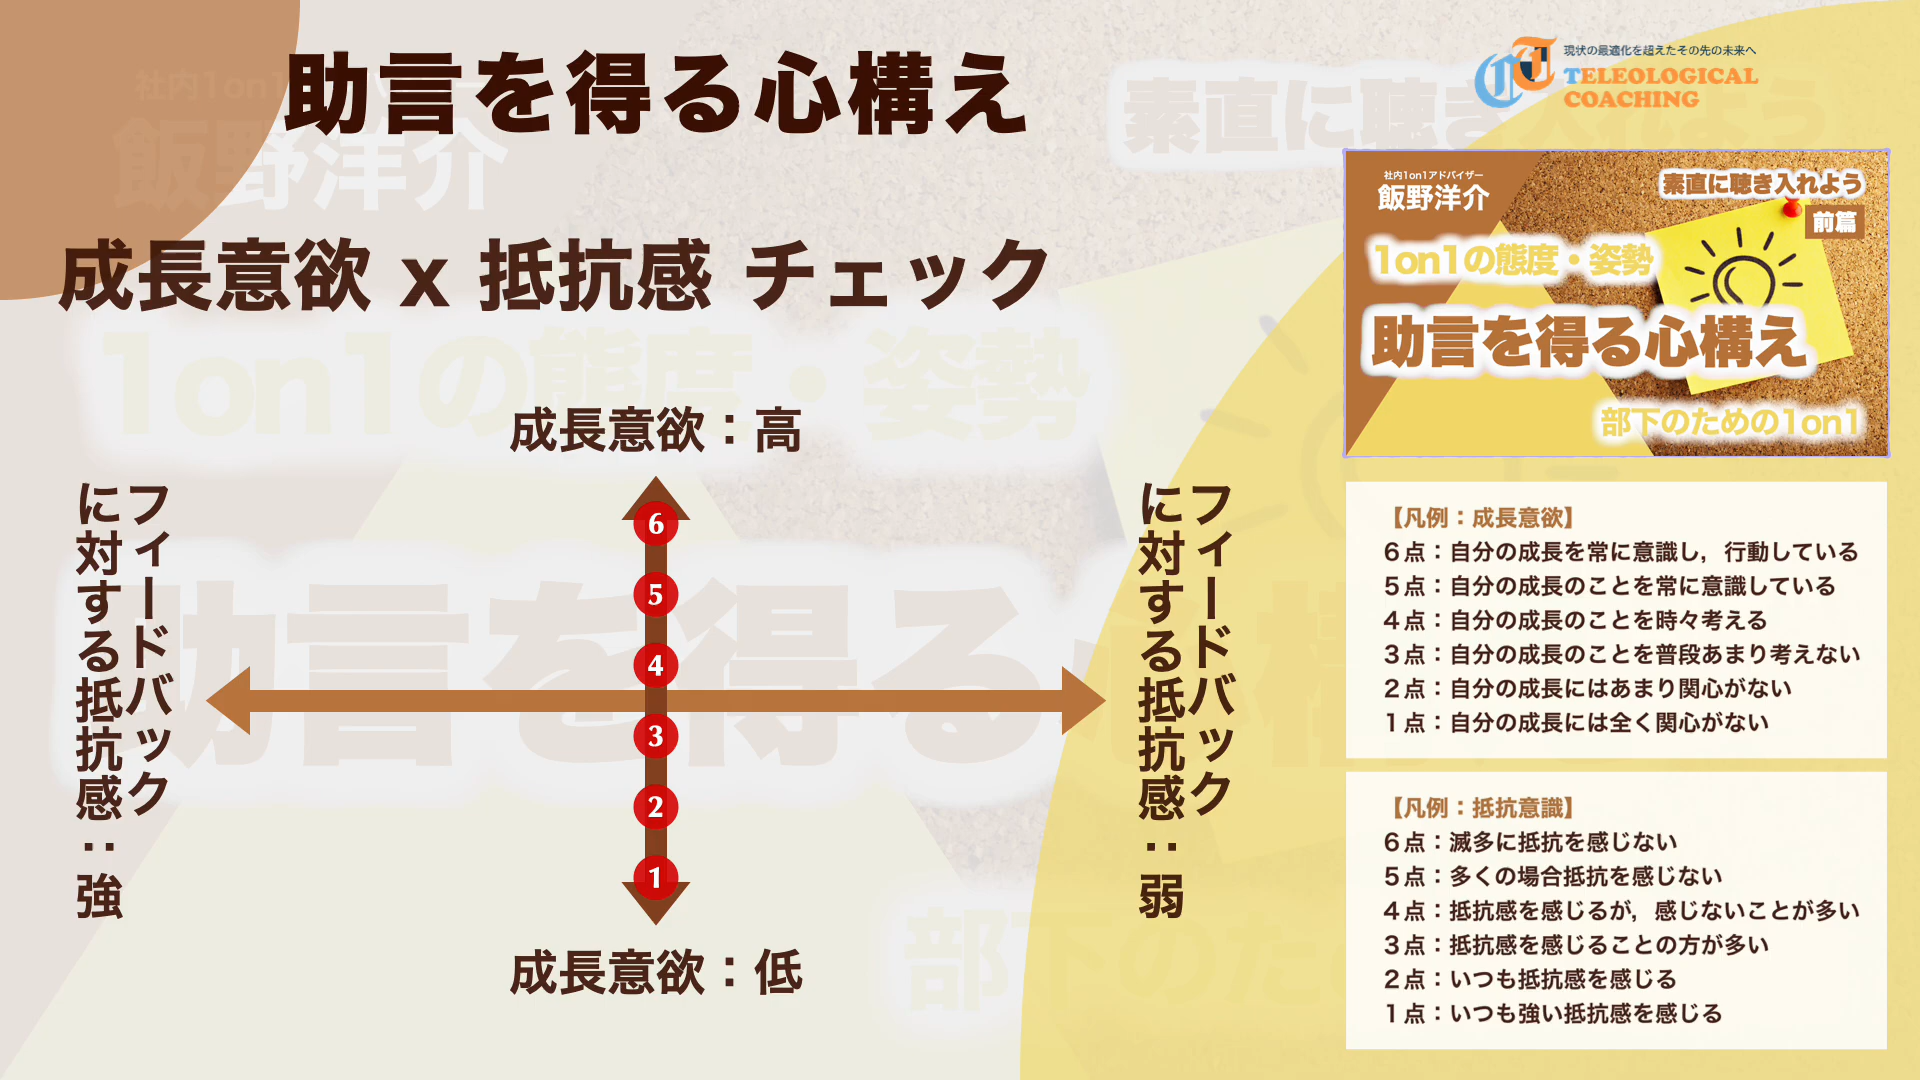 助言を得る心構え
現状の最適化を超えたその先の未来へ
TELEOLOGICAL
COACHING
社内1on1アドバイザー
飯野洋介
素直に聴き入れよう
前篇
1on1の態度・姿勢
助言を得る心構え
部下のための1on1
成長意欲 x 抵抗感 チェック
成長意欲：高
フィードバック
に対する抵抗感：強
6
5
4
3
2
1
フィードバック
に対する抵抗感：弱
成長意欲：低
【凡例：成長意欲】
６点：自分の成長を常に意識し，行動している
５点：自分の成長のことを常に意識している
４点：自分の成長のことを時々考える
３点：自分の成長のことを普段あまり考えない
２点：自分の成長にはあまり関心がない
１点：自分の成長には全く関心がない
【凡例：抵抗意識】
６点：滅多に抵抗を感じない
５点：多くの場合抵抗を感じない
４点：抵抗感を感じるが，感じないことが多い
３点：抵抗感を感じることの方が多い
２点：いつも抵抗感を感じる
１点：いつも強い抵抗感を感じる